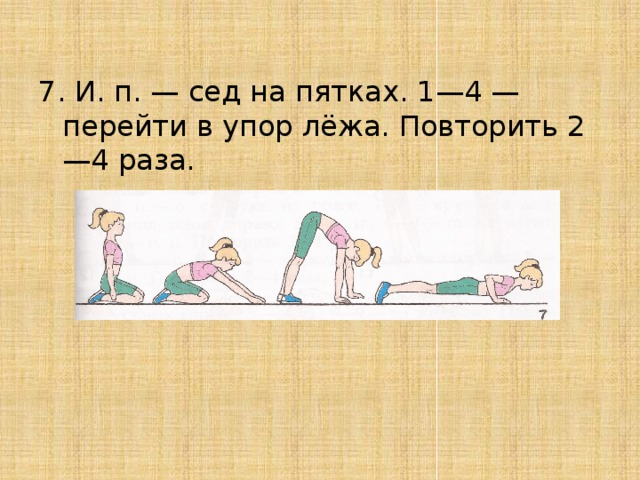 7. И. п. — сед на пятках. 1—4 —
перейти в упор лёжа. Повторить 2
—4 раза.
7